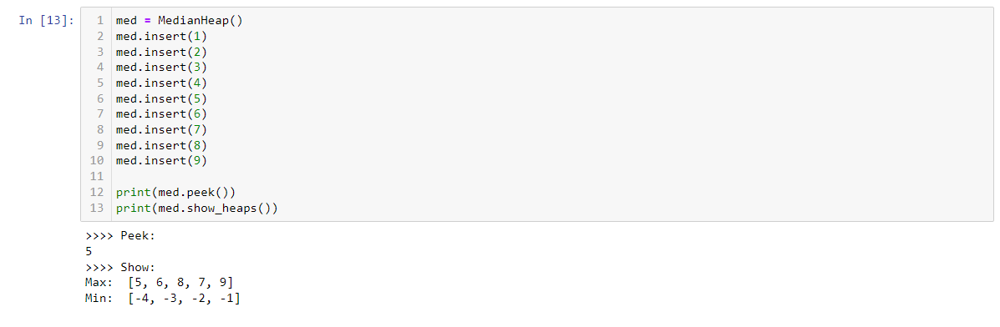 In [13]:
1 med = MedianHeap()
2 med.insert(1)
3 med.insert(2)
4 med.insert(3)
5 med.insert(4)
6 med.insert(5)
7 med.insert(6)
8 med.insert(7)
9 med.insert(8)
10 med.insert(9)
11
12 print(med.peek())
13 print(med.show_heaps())
>>>> Peek:
5
>>>> Show:
Max:  [5, 6, 8, 7, 9]
Min:  [-4, -3, -2, -1]